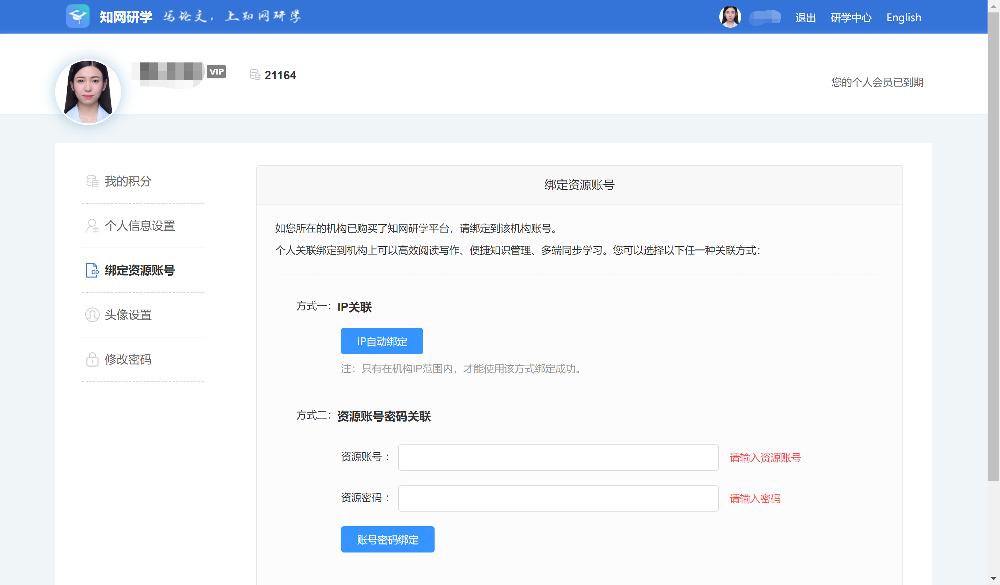 知网研学 写论文，上知网研学
退出 研学中心 English
VIP 21164
您的个人会员已到期
我的积分
个人信息设置
绑定资源账号
头像设置
修改密码
绑定资源账号
如您所在的机构已购买了知网研学平台，请绑定到该机构账号。
个人关联绑定到机构上可以高效阅读写作、便捷知识管理、多端同步学习。您可以选择以下任一种关联方式：
方式一：IP关联
IP自动绑定
注：只有在机构IP范围内，才能使用该方式绑定成功。
方式二：资源账号密码关联
资源账号 ： 请输入资源账号
资源密码 ： 请输入密码
账号密码绑定